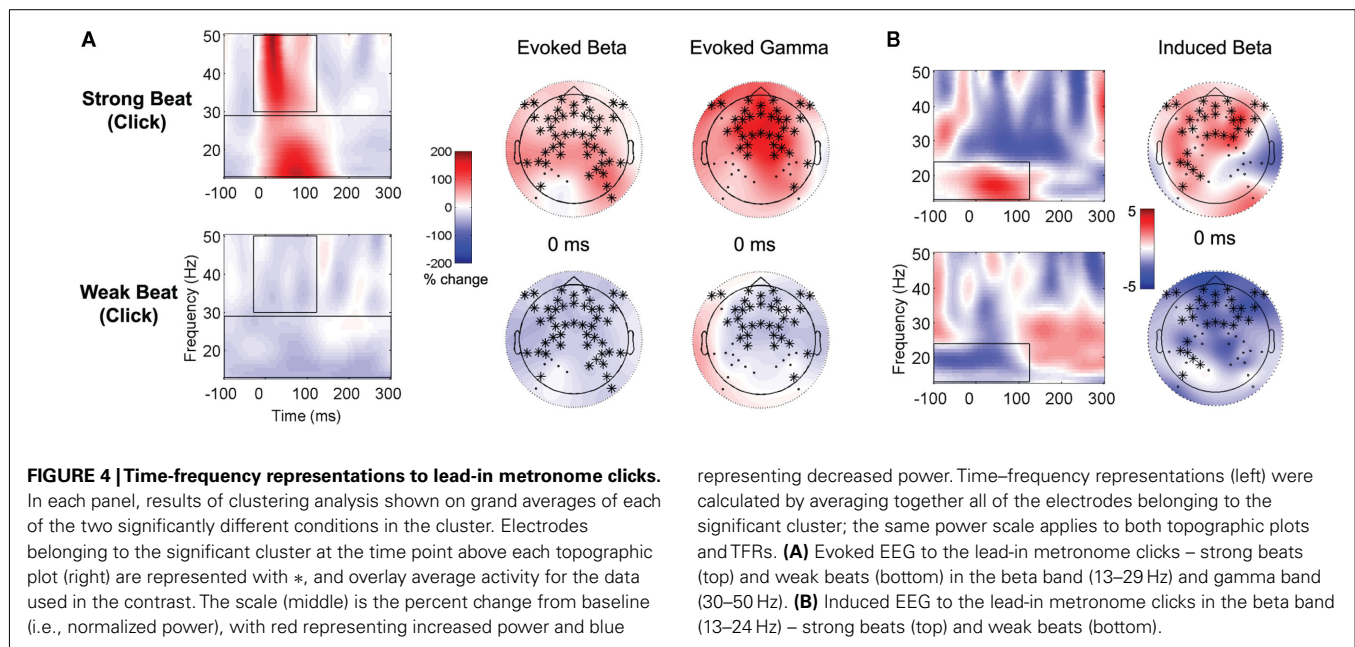 A
B
Evoked Beta
Evoked Gamma
Induced Beta
Strong Beat
(Click)
50
40
30
20
-100 0 100 200 300
200
100
0
-100
-200
% change
0 ms
0 ms
50
40
30
20
-100 0 100 200 300
5
-5
0 ms
Weak Beat
(Click)
Frequency (Hz)
50
40
30
20
-100 0 100 200 300
Time (ms)
Frequency (Hz)
50
40
30
20
-100 0 100 200 300
FIGURE 4 | Time-frequency representations to lead-in metronome clicks.
In each panel, results of clustering analysis shown on grand averages of each
of the two significantly different conditions in the cluster. Electrodes
belonging to the significant cluster at the time point above each topographic
plot (right) are represented with *, and overlay average activity for the data
used in the contrast. The scale (middle) is the percent change from baseline
(i.e., normalized power), with red representing increased power and blue
representing decreased power. Time–frequency representations (left) were
calculated by averaging together all of the electrodes belonging to the
significant cluster; the same power scale applies to both topographic plots
and TFRs. (A) Evoked EEG to the lead-in metronome clicks – strong beats
(top) and weak beats (bottom) in the beta band (13–29 Hz) and gamma band
(30–50 Hz). (B) Induced EEG to the lead-in metronome clicks in the beta band
(13–24 Hz) – strong beats (top) and weak beats (bottom).